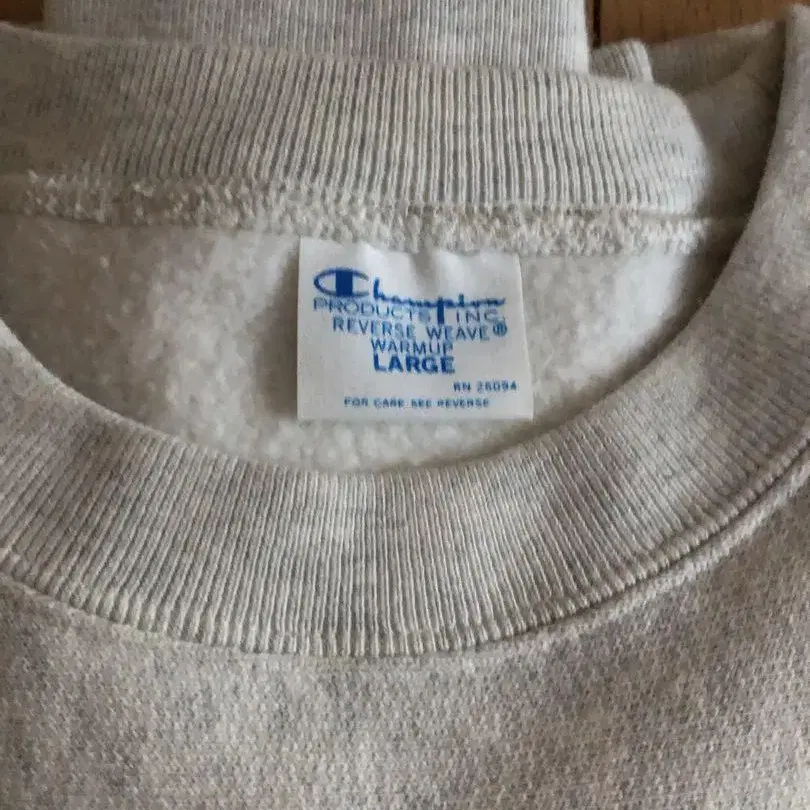 Champion
PRODUCTS INC.
REVERSE WEAVE®
WARMUP
LARGE
RN 26094
FOR CARE SEE REVERSE